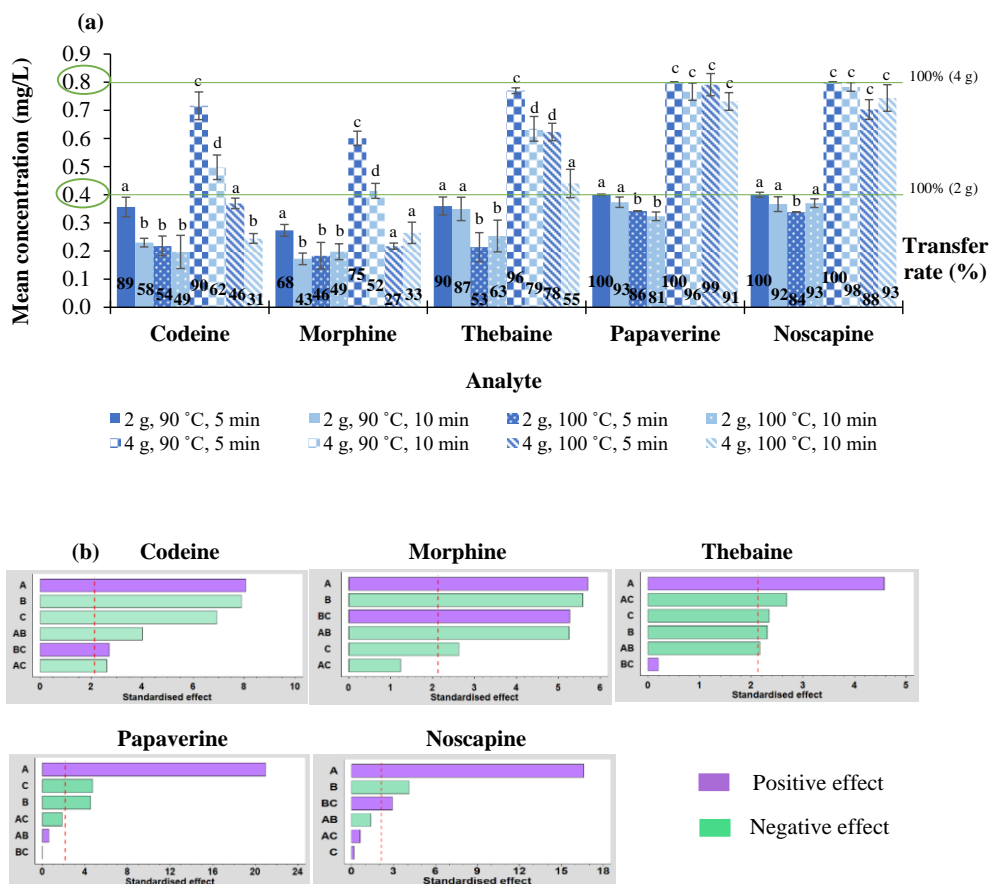 (a)
Mean concentration (mg/L)
0.9
0.8
0.7
0.6
0.5
0.4
0.3
0.2
0.1
0.0
100% (4 g)
100% (2 g)
Transfer
rate (%)
a b b b c d a b
a b b b c d a a
a a b b c d d a
a a b b c c c c
a a b a c c c c
89 58 54 49 90 62 46 31
68 43 46 49 75 52 27 33
90 87 53 63 96 79 78 55
100 93 86 81 100 96 99 91
100 92 84 93 100 98 88 93
Codeine Morphine Thebaine Papaverine Noscapine
Analyte
2 g, 90 ˚C, 5 min 2 g, 90 ˚C, 10 min 2 g, 100 ˚C, 5 min 2 g, 100 ˚C, 10 min
4 g, 90 ˚C, 5 min 4 g, 90 ˚C, 10 min 4 g, 100 ˚C, 5 min 4 g, 100 ˚C, 10 min
(b) Codeine
A
B
C
AB
BC
AC
0 2 4 6 8 10
Standardised effect
Morphine
A
B
BC
AB
C
AC
0 1 2 3 4 5 6
Standardised effect
Thebaine
A
AC
C
B
AB
BC
0 1 2 3 4 5
Standardised effect
Papaverine
A
C
B
AC
AB
BC
0 4 8 12 16 20 24
Standardised effect
Noscapine
A
B
BC
AB
AC
C
0 3 6 9 12 15 18
Standardised effect
Positive effect
Negative effect